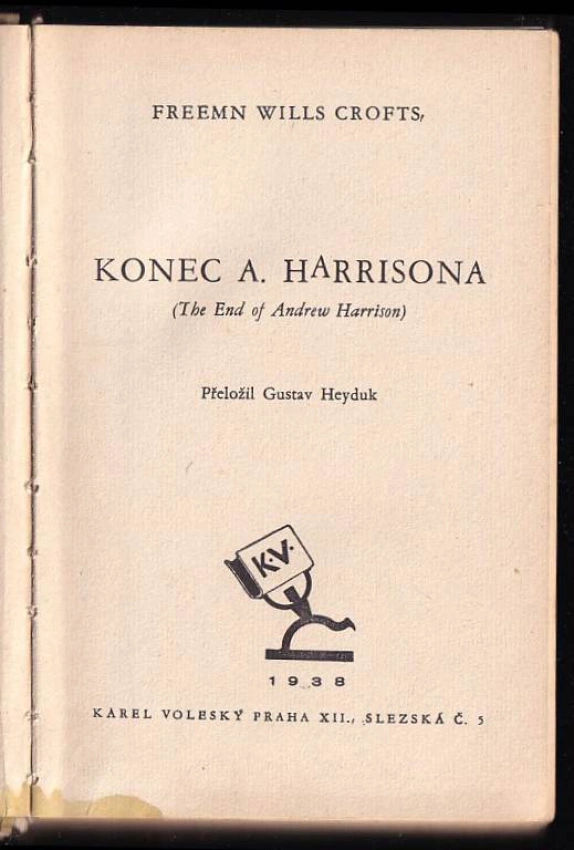 FREEMN WILLS CROFTS,
KONEC A. HARRISONA
(The End of Andrew Harrison)
Přeložil Gustav Heyduk
K.V.
1938
KAREL VOLESKÝ PRAHA XII., SLEZSKÁ Č. 5